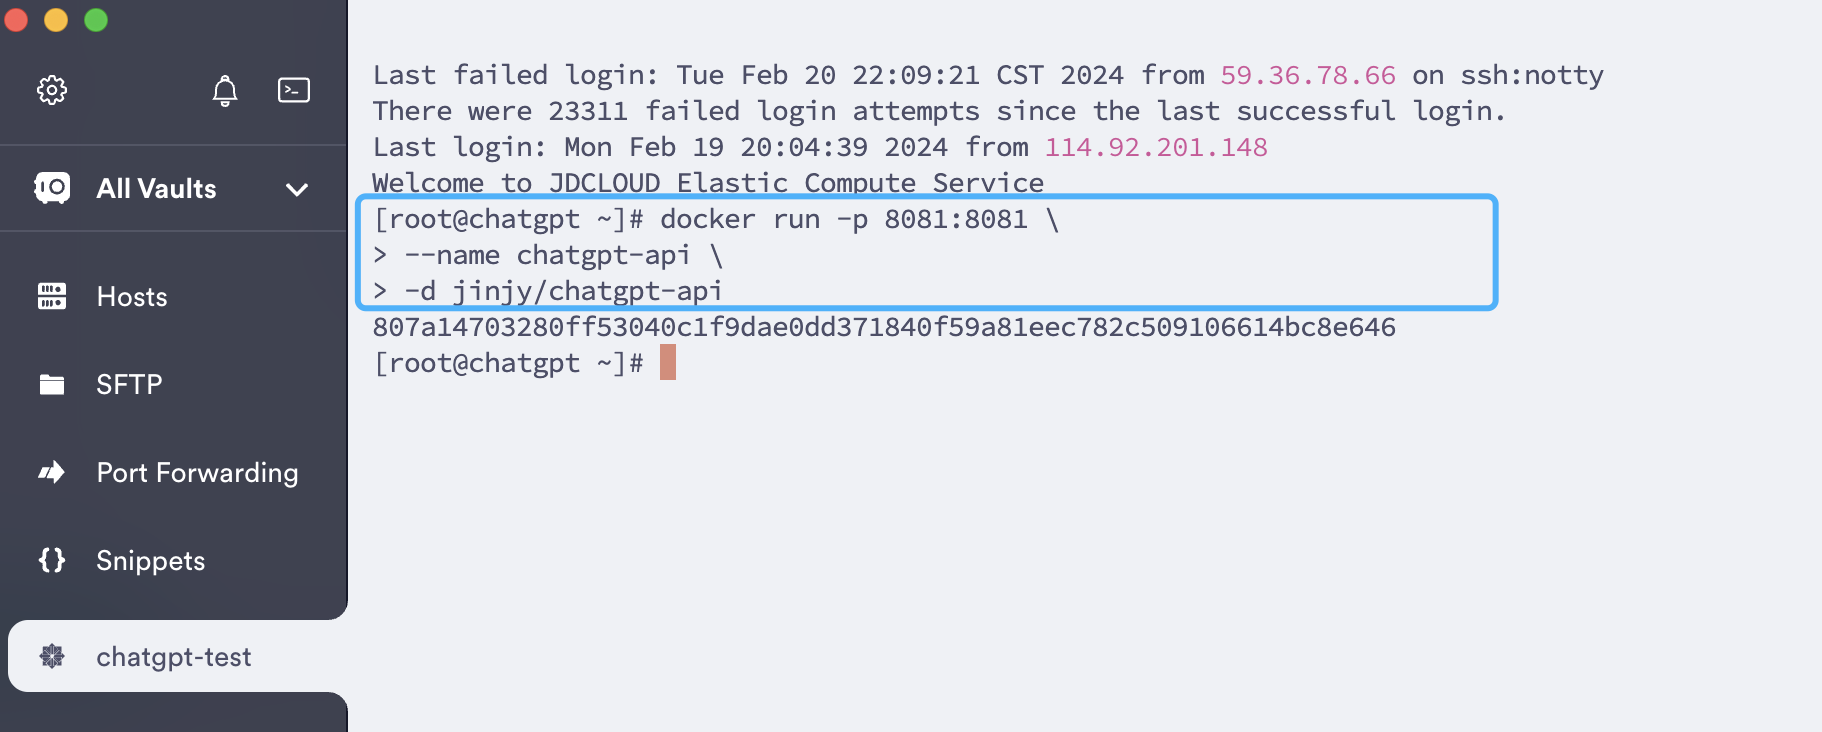 All Vaults
Hosts
SFTP
Port Forwarding
Snippets
chatgpt-test
Last failed login: Tue Feb 20 22:09:21 CST 2024 from 59.36.78.66 on ssh:notty
There were 23311 failed login attempts since the last successful login.
Last login: Mon Feb 19 20:04:39 2024 from 114.92.201.148
Welcome to JDCLOUD Elastic Compute Service
[root@chatgpt ~]# docker run -p 8081:8081 \
> --name chatgpt-api \
> -d jinjy/chatgpt-api
807a14703280ff53040c1f9dae0dd371840f59a81eec782c509106614bc8e646
[root@chatgpt ~]#